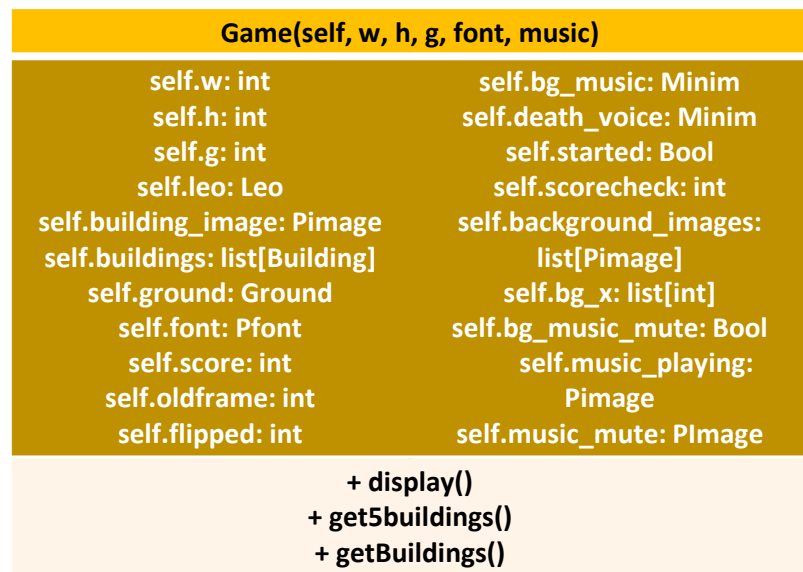 Game(self, w, h, g, font, music)
self.w: int
self.h: int
self.g: int
self.leo: Leo
self.building_image: Pimage
self.buildings: list[Building]
self.ground: Ground
self.font: Pfont
self.score: int
self.oldframe: int
self.flipped: int
self.bg_music: Minim
self.death_voice: Minim
self.started: Bool
self.scorecheck: int
self.background_images:
list[Pimage]
self.bg_x: list[int]
self.bg_music_mute: Bool
self.music_playing:
Pimage
self.music_mute: PImage
+ display()
+ get5buildings()
+ getBuildings()